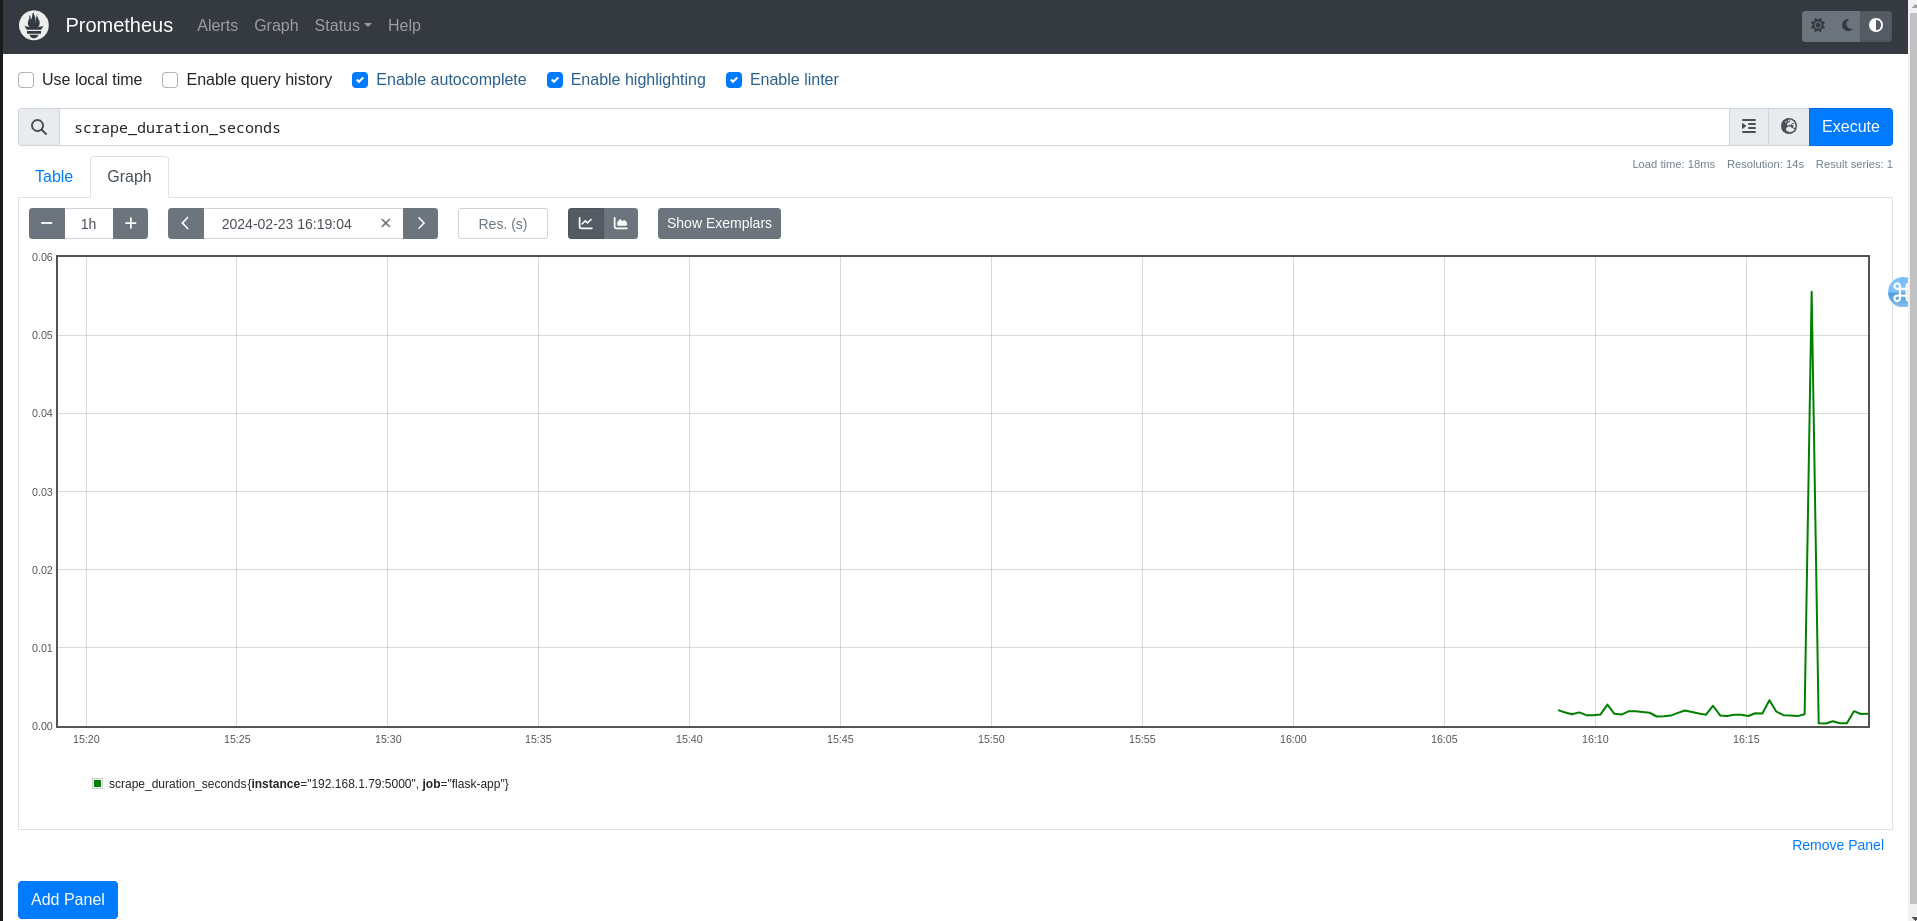 Prometheus Alerts Graph Status Help
Use local time Enable query history Enable autocomplete Enable highlighting Enable linter
scrape_duration_seconds Execute
Load time: 18ms Resolution: 14s Result series: 1
Table Graph
1h 2024-02-23 16:19:04 Res. (s) Show Exemplars
0.06
0.05
0.04
0.03
0.02
0.01
0.00
15:20 15:25 15:30 15:35 15:40 15:45 15:50 15:55 16:00 16:05 16:10 16:15
scrape_duration_seconds{instance="192.168.1.79:5000", job="flask-app"}
Remove Panel
Add Panel